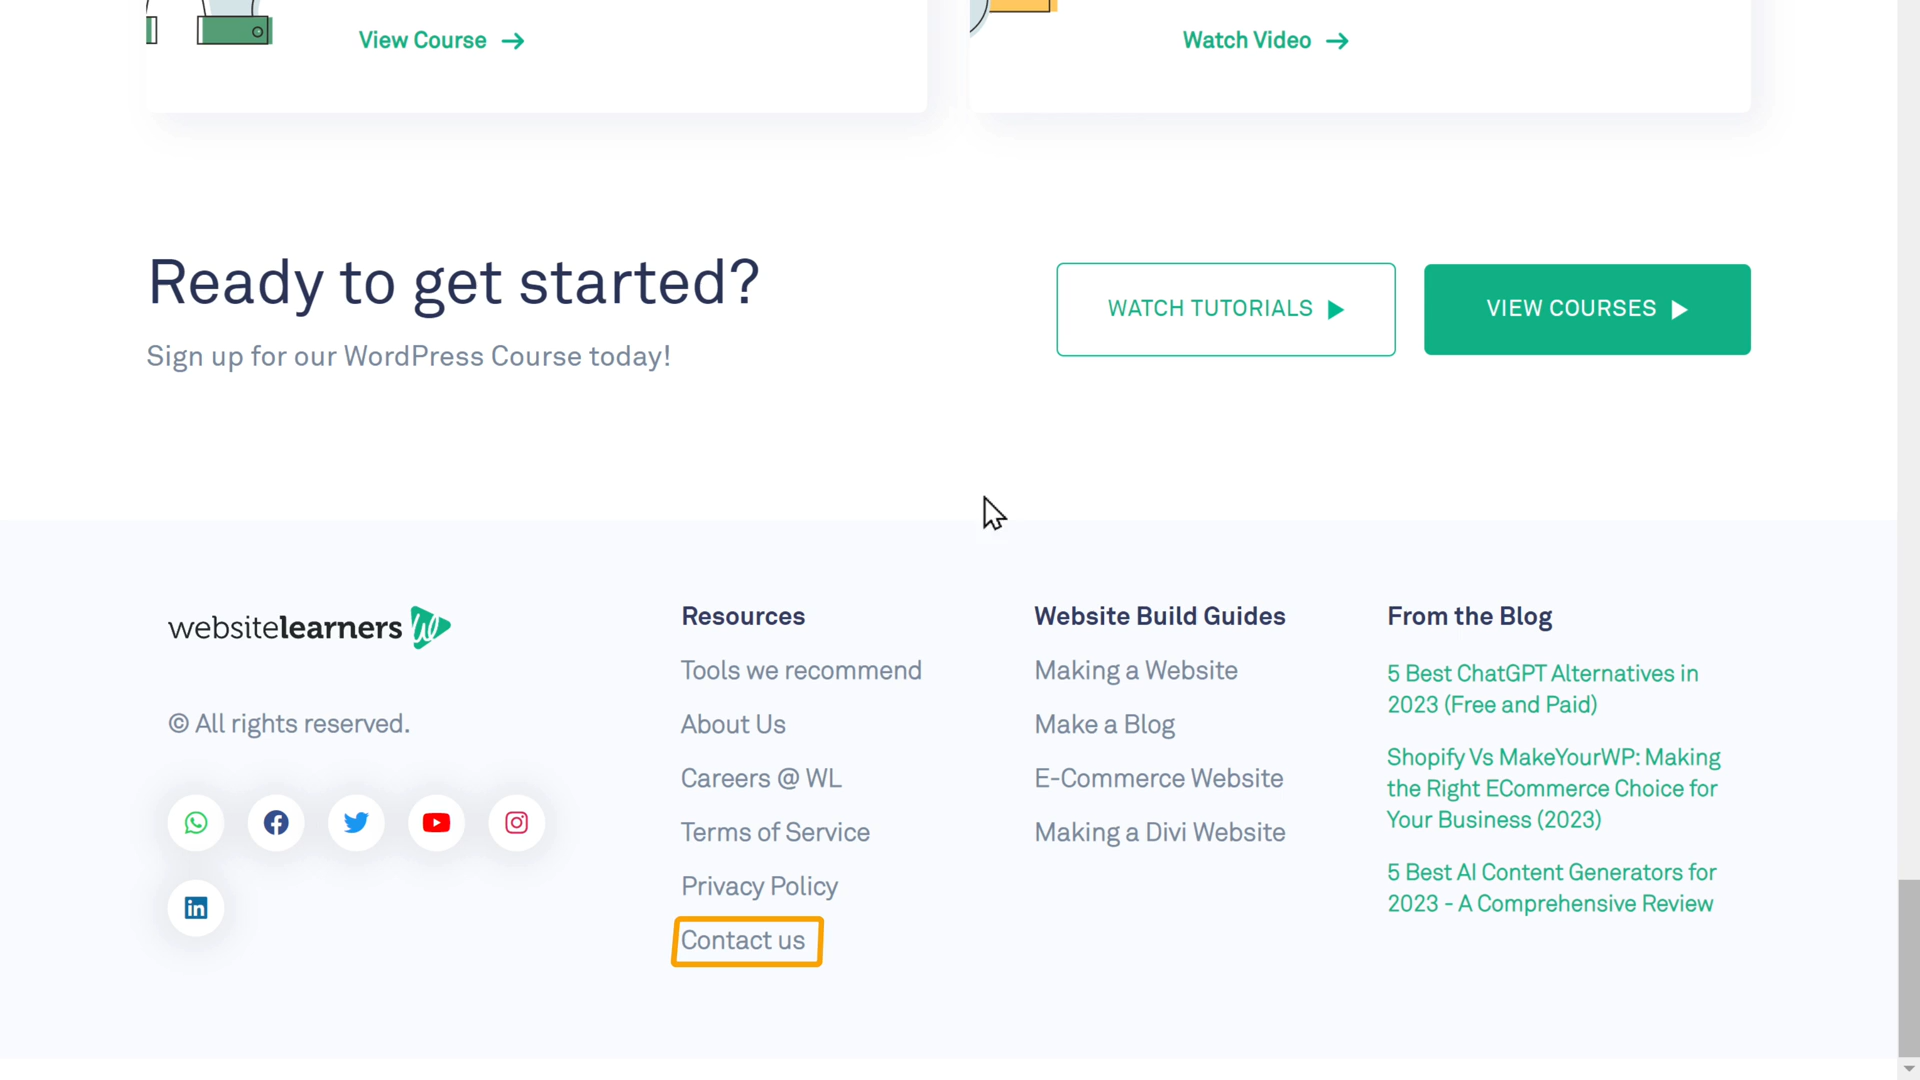 View Course
Watch Video
Ready to get started?
Sign up for our WordPress Course today!
WATCH TUTORIALS
VIEW COURSES
websitelearners
© All rights reserved.
Resources
Tools we recommend
About Us
Careers @ WL
Terms of Service
Privacy Policy
Contact us
Website Build Guides
Making a Website
Make a Blog
E-Commerce Website
Making a Divi Website
From the Blog
5 Best ChatGPT Alternatives in
2023 (Free and Paid)
Shopify Vs MakeYourWP: Making
the Right ECommerce Choice for
Your Business (2023)
5 Best AI Content Generators for
2023 - A Comprehensive Review